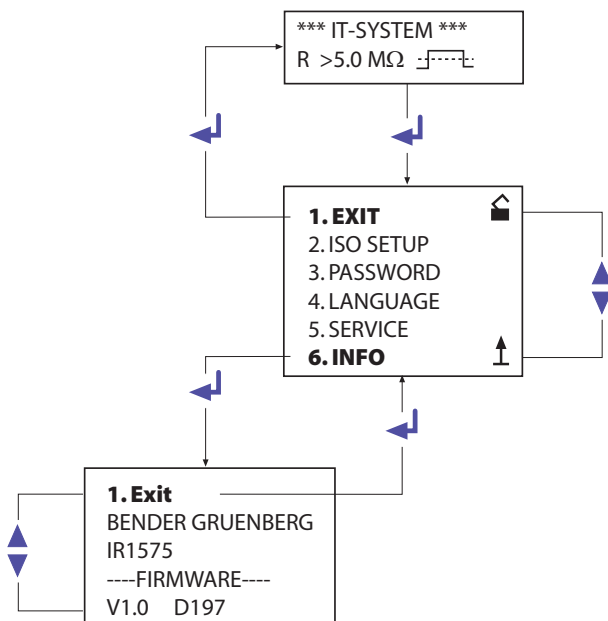 *** IT-SYSTEM ***
R >5.0 MΩ
1. EXIT
2. ISO SETUP
3. PASSWORD
4. LANGUAGE
5. SERVICE
6. INFO
1. Exit
BENDER GRUENBERG
IR1575
----FIRMWARE----
V1.0 D197